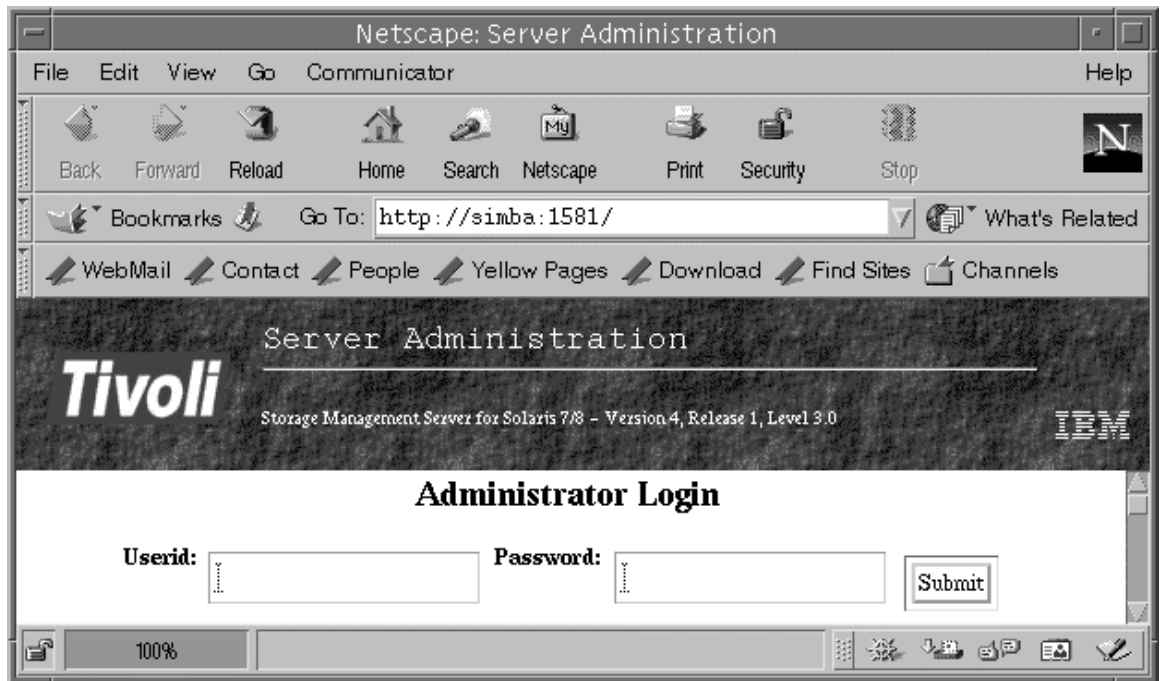 Netscape: Server Administration
File Edit View Go Communicator Help
My N
Back Forward Reload Home Search Netscape Print Security Stop
Bookmarks Go To: http://simba:1581/ What's Related
WebMail Contact People Yellow Pages Download Find Sites Channels
Server Administration
Tivoli
Storage Management Server for Solaris 7/8 – Version 4, Release 1, Level 3.0
IBM
Administrator Login
Userid: Password: Submit
100%